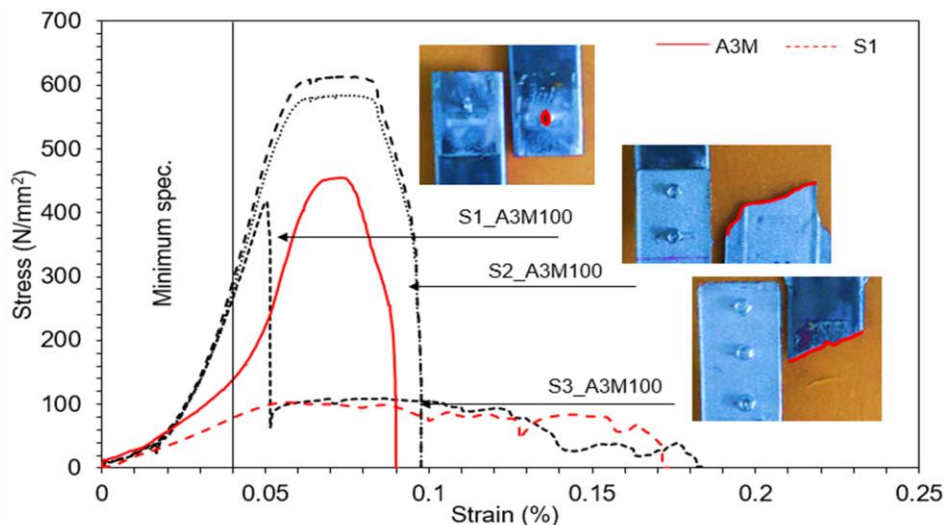 700
600
500
400
300
200
100
0
Stress (N/mm²)
Minimum spec.
A3M
S1
S1_A3M100
S2_A3M100
S3_A3M100
0
0.05
0.1
0.15
0.2
0.25
Strain (%)